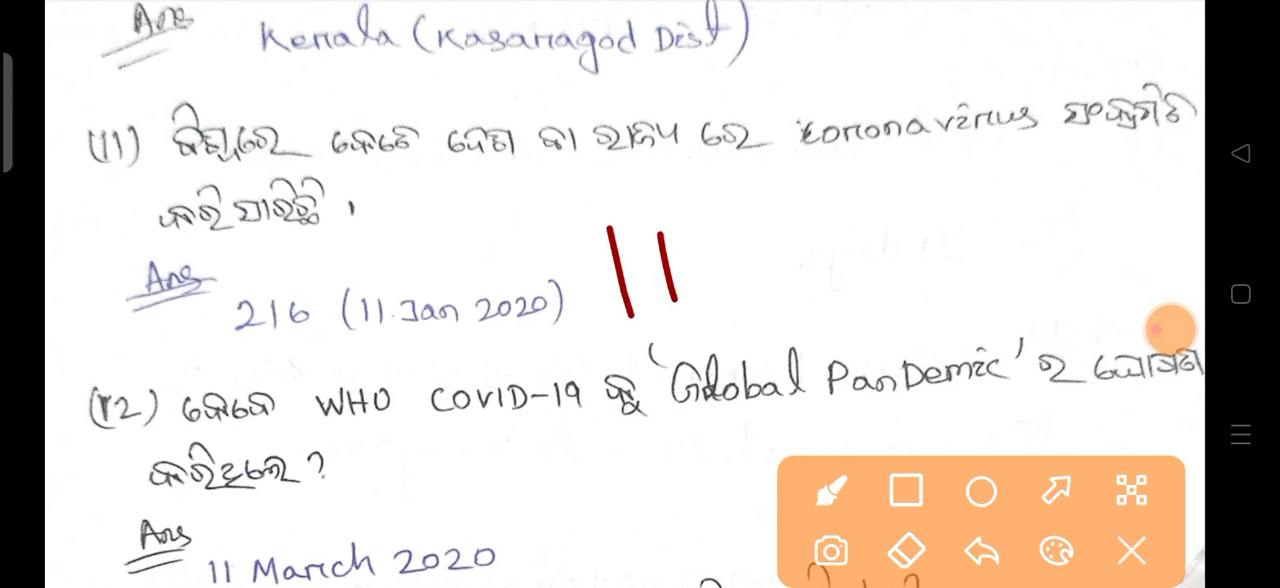 Ans Kerala (Kasaragod Dist)
(11) ବିଶ୍ୱରେ କେତେ ଦେଶ ବା ରାଜ୍ୟ ରେ coronavirus ସଂକ୍ରମିତ
କରି ସାରିଛି ।
Ans 216 (11.Jan 2020)
(12) କେବେ WHO COVID-19 କୁ 'Global Pandemic' ର ଘୋଷଣା
କରିଥିଲେ?
Ans 11 March 2020